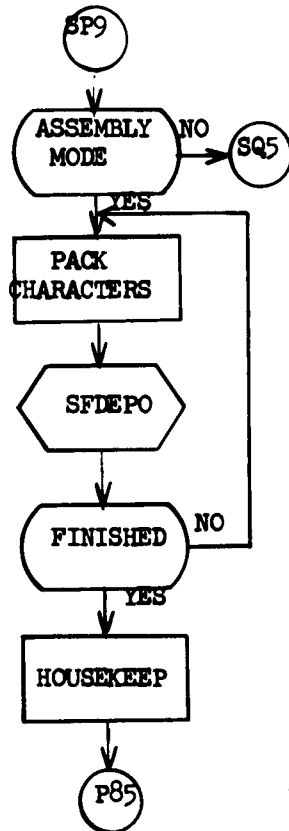 SP9
ASSEMBLY NO
MODE
SQ5
YES
PACK
CHARACTERS
SFDEPO
NO
FINISHED
YES
HOUSEKEEP
P85